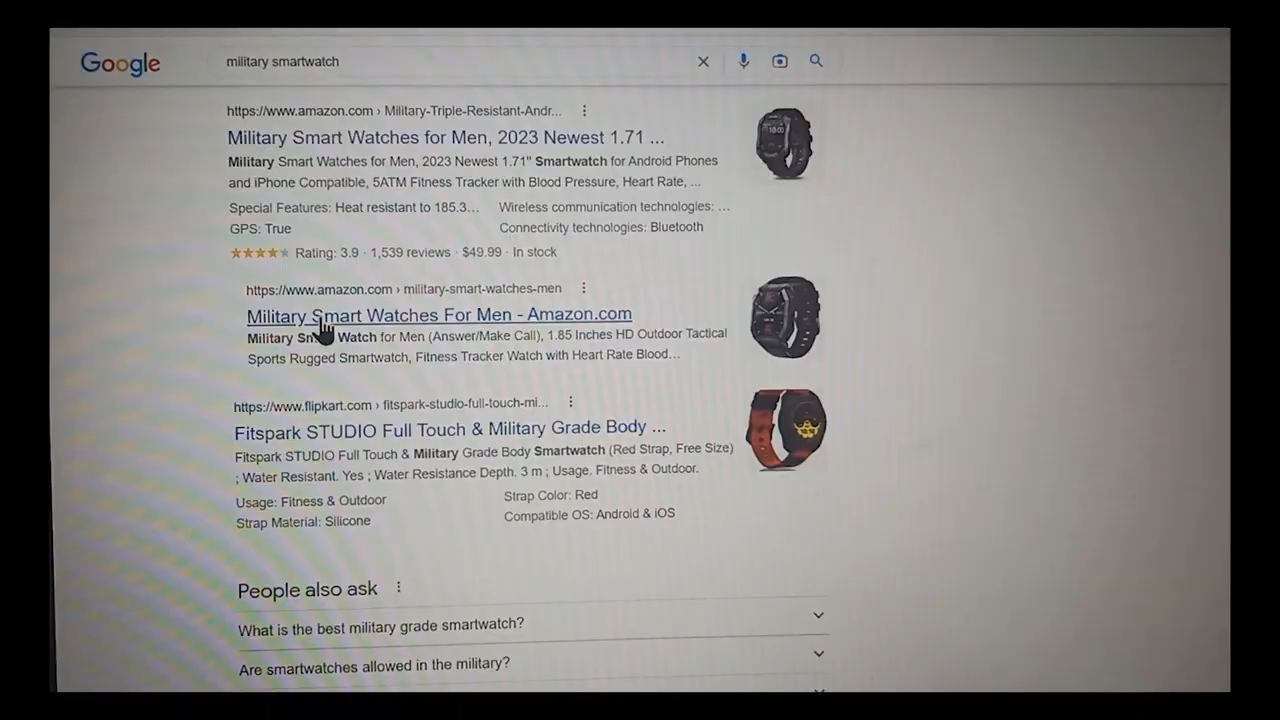 Google
military smartwatch
https://www.amazon.com › Military-Triple-Resistant-Andr...
Military Smart Watches for Men, 2023 Newest 1.71 ...
Military Smart Watches for Men, 2023 Newest 1.71" Smartwatch for Android Phones
and iPhone Compatible, 5ATM Fitness Tracker with Blood Pressure, Heart Rate, ...
Special Features: Heat resistant to 185.3... Wireless communication technologies: ...
GPS: True Connectivity technologies: Bluetooth
Rating: 3.9 · 1,539 reviews · $49.99 · In stock
https://www.amazon.com › military-smart-watches-men
Military Smart Watches For Men - Amazon.com
Military Watch for Men (Answer/Make Call), 1.85 Inches HD Outdoor Tactical
Sports Rugged Smartwatch, Fitness Tracker Watch with Heart Rate Blood...
https://www.flipkart.com › fitspark-studio-full-touch-mi...
Fitspark STUDIO Full Touch & Military Grade Body ...
Fitspark STUDIO Full Touch & Military Grade Body Smartwatch (Red Strap, Free Size)
; Water Resistant. Yes ; Water Resistance Depth. 3 m ; Usage. Fitness & Outdoor.
Usage: Fitness & Outdoor Strap Color: Red
Strap Material: Silicone Compatible OS: Android & iOS
People also ask
What is the best military grade smartwatch?
Are smartwatches allowed in the military?